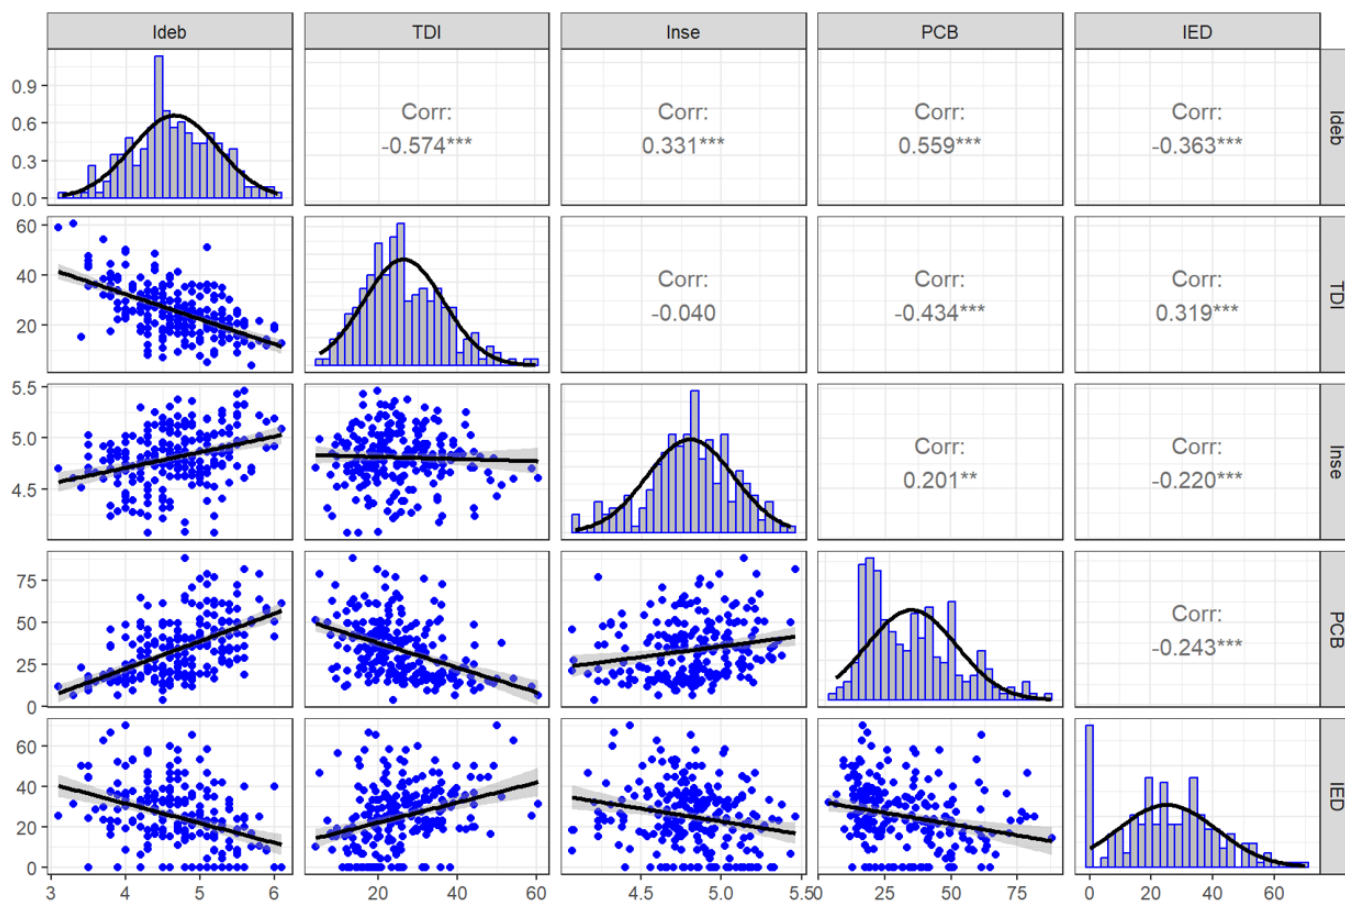 Ideb TDI Inse PCB IED
0.9
0.6
0.3
0.0
Corr:
-0.574***
Corr:
0.331***
Corr:
0.559***
Corr:
-0.363***
Ideb
60
40
20
Corr:
-0.040
Corr:
-0.434***
Corr:
0.319***
TDI
5.5
5.0
4.5
Corr:
0.201**
Corr:
-0.220***
Inse
75
50
25
0
Corr:
-0.243***
PCB
60
40
20
0
IED
3 4 5 6 20 40 60 4.5 5.0 5.50 25 50 75 0 20 40 60